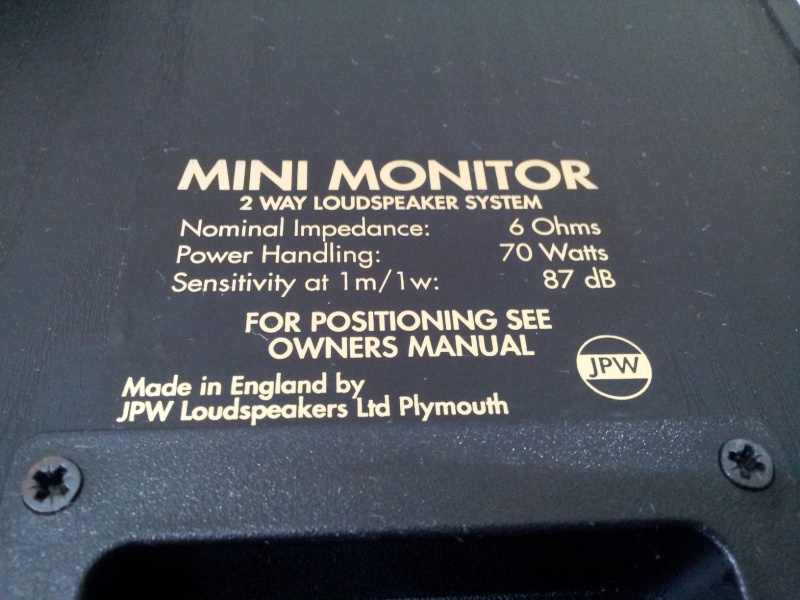 MINI MONITOR
2 WAY LOUDSPEAKER SYSTEM
Nominal Impedance: 6 Ohms
Power Handling: 70 Watts
Sensitivity at 1m/1w: 87 dB
FOR POSITIONING SEE
OWNERS MANUAL
JPW
Made in England by
JPW Loudspeakers Ltd Plymouth